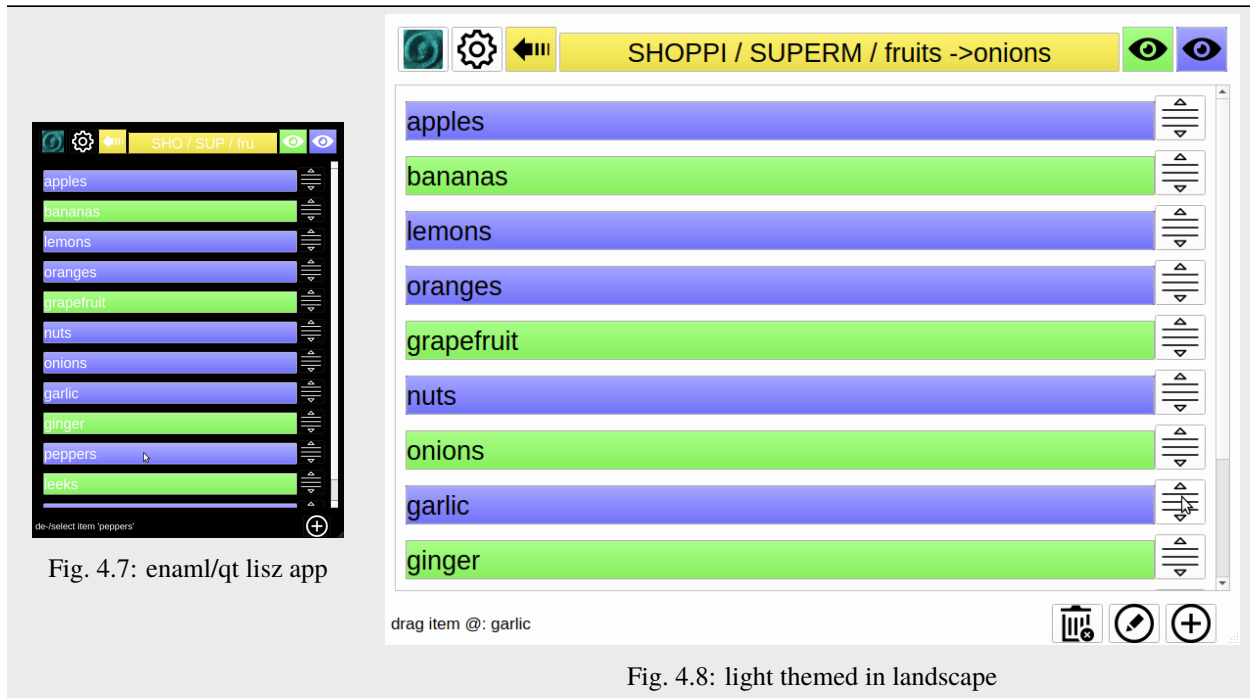 SHO / SUP / fru
apples
bananas
lemons
oranges
grapefruit
nuts
onions
garlic
ginger
peppers
leeks
de-/select item 'peppers'
Fig. 4.7: enaml/qt lisz app
SHOPPI / SUPERM / fruits ->onions
apples
bananas
lemons
oranges
grapefruit
nuts
onions
garlic
ginger
drag item @: garlic
Fig. 4.8: light themed in landscape